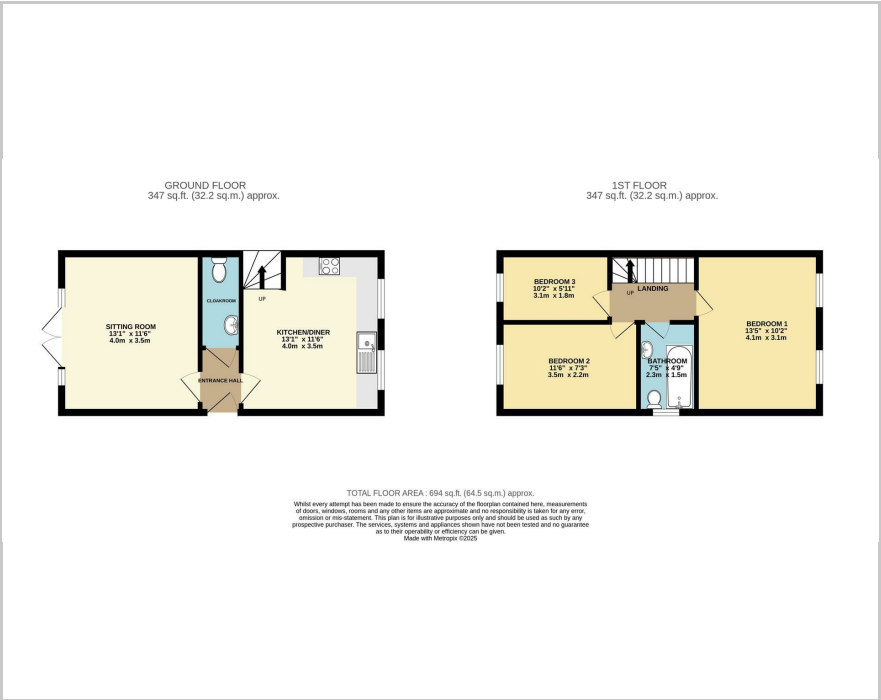 GROUND FLOOR
347 sq.ft. (32.2 sq.m.) approx.
SITTING ROOM
13'1" x 11'6"
4.0m x 3.5m
CLOAKROOM
ENTRANCE HALL
UP
KITCHEN/DINER
13'1" x 11'6"
4.0m x 3.5m
1ST FLOOR
347 sq.ft. (32.2 sq.m.) approx.
BEDROOM 3
10'2" x 5'11"
3.1m x 1.8m
UP
LANDING
BEDROOM 2
11'6" x 7'3"
3.5m x 2.2m
BATHROOM
7'5" x 4'9"
2.3m x 1.5m
BEDROOM 1
13'5" x 10'2"
4.1m x 3.1m
TOTAL FLOOR AREA : 694 sq.ft. (64.5 sq.m.) approx.
Whilst every attempt has been made to ensure the accuracy of the floorplan contained here, measurements
of doors, windows, rooms and any other items are approximate and no responsibility is taken for any error,
omission or mis-statement. This plan is for illustrative purposes only and should be used as such by any
prospective purchaser. The services, systems and appliances shown have not been tested and no guarantee
as to their operability or efficiency can be given.
Made with Metropix ©2025